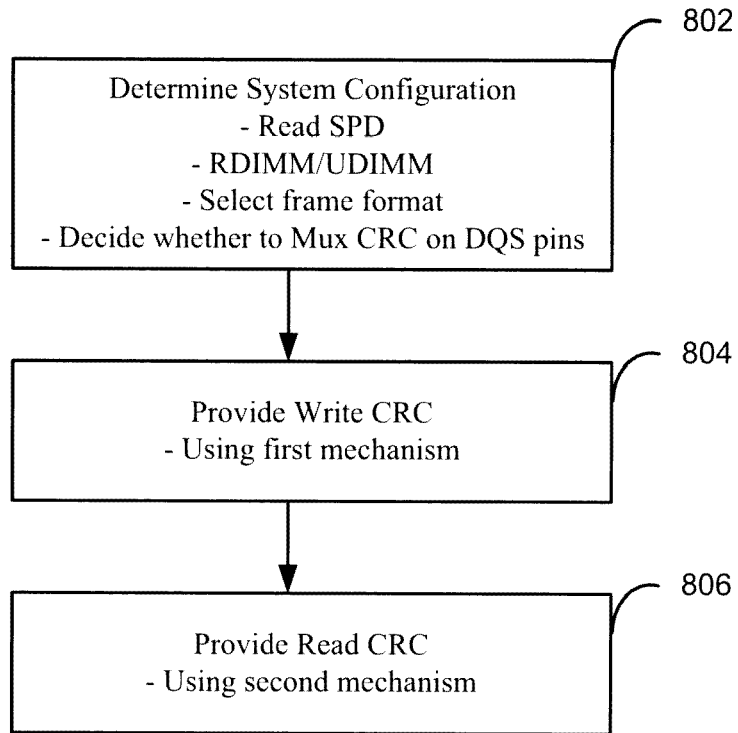 802
Determine System Configuration
- Read SPD
- RDIMM/UDIMM
- Select frame format
- Decide whether to Mux CRC on DQS pins
804
Provide Write CRC
- Using first mechanism
806
Provide Read CRC
- Using second mechanism